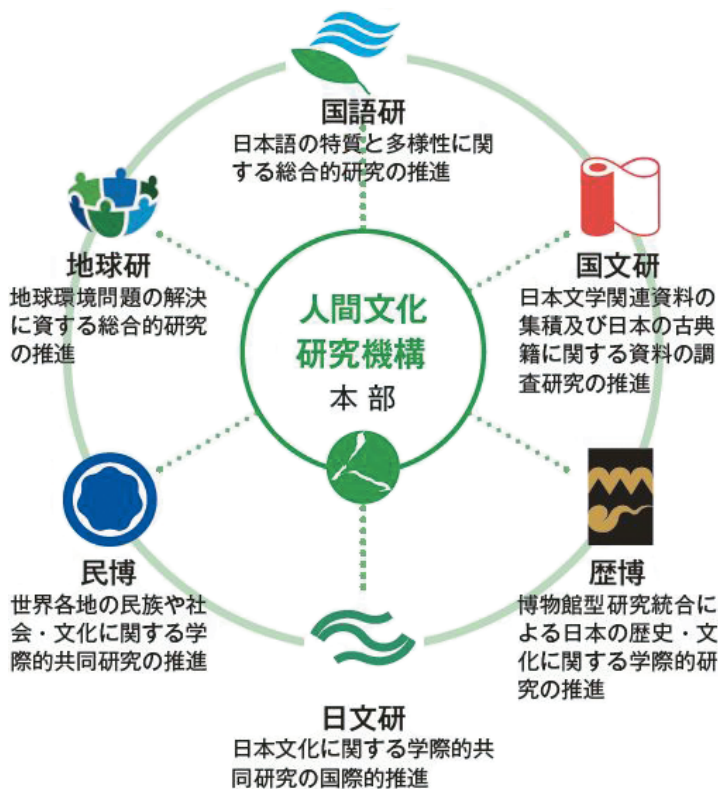 国語研
日本語の特質と多様性に関
する総合的研究の推進
地球研
地球環境問題の解決
に資する総合的研究
の推進
国文研
日本文学関連資料の
集積及び日本の古典
籍に関する資料の調
査研究の推進
人間文化
研究機構
本部
民博
世界各地の民族や社
会・文化に関する学
際的共同研究の推進
歴博
博物館型研究統合に
よる日本の歴史・文
化に関する学際的研
究の推進
日文研
日本文化に関する学際的共
同研究の国際的推進